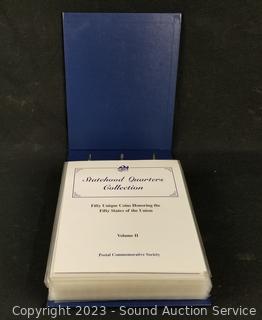 Statehood Quarters
Collection
Fifty Unique Coins Honoring the
Fifty States of the Union
Volume II
Postal Commemorative Society
Copyright 2023 - Sound Auction Service